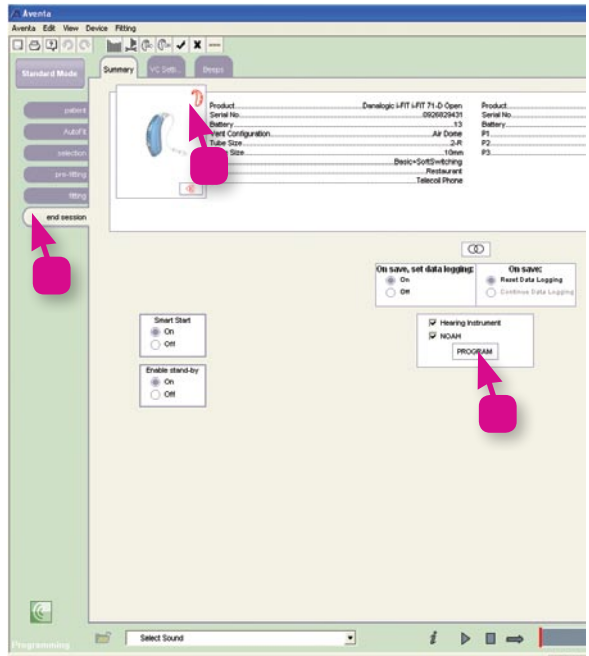 Aventa
Aventa Edit View Device Fitting
Standard Mode
Summary VC Setti... Beeps
patient
AutoFit
selection
pre-fitting
fitting
end session
Product Danalogic i-FIT i-FIT 71-D Open
Serial No. 0926029431
Battery 13
Vent Configuration Air Dome
Tube Size 2-R
Size 10mm
Basic+SoftSwitching
Restaurant
Telecoil Phone
Product
Serial No.
Battery
P1
P2
P3
On save, set data logging:
On
Off
On save:
Reset Data Logging
Continue Data Logging
Smart Start
On
Off
Hearing Instrument
NOAH
PROGRAM
Enable stand-by
On
Off
Programming
Select Sound
i